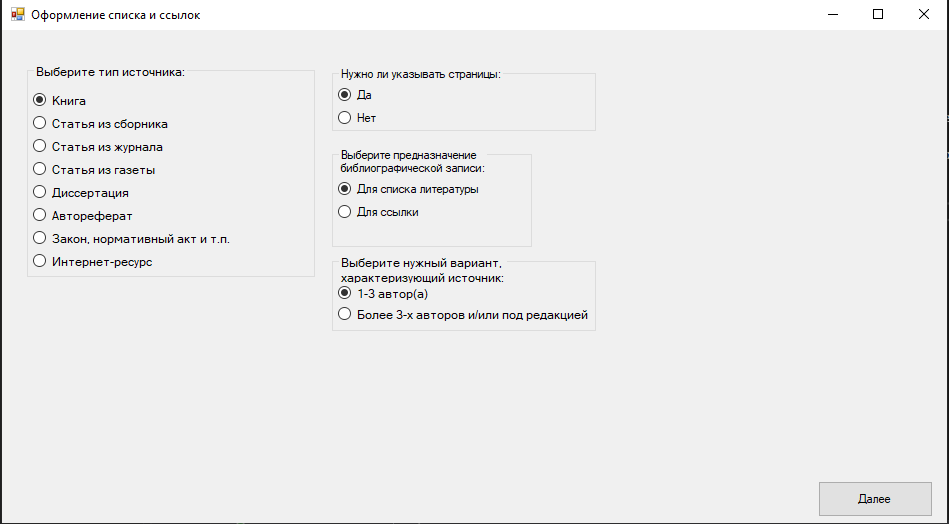 Оформление списка и ссылок
Выберите тип источника:
Книга
Статья из сборника
Статья из журнала
Статья из газеты
Диссертация
Автореферат
Закон, нормативный акт и т.п.
Интернет-ресурс
Нужно ли указывать страницы:
Да
Нет
Выберите предназначение
библиографической записи:
Для списка литературы
Для ссылки
Выберите нужный вариант,
характеризующий источник:
1-3 автор(а)
Более 3-х авторов и/или под редакцией
Далее